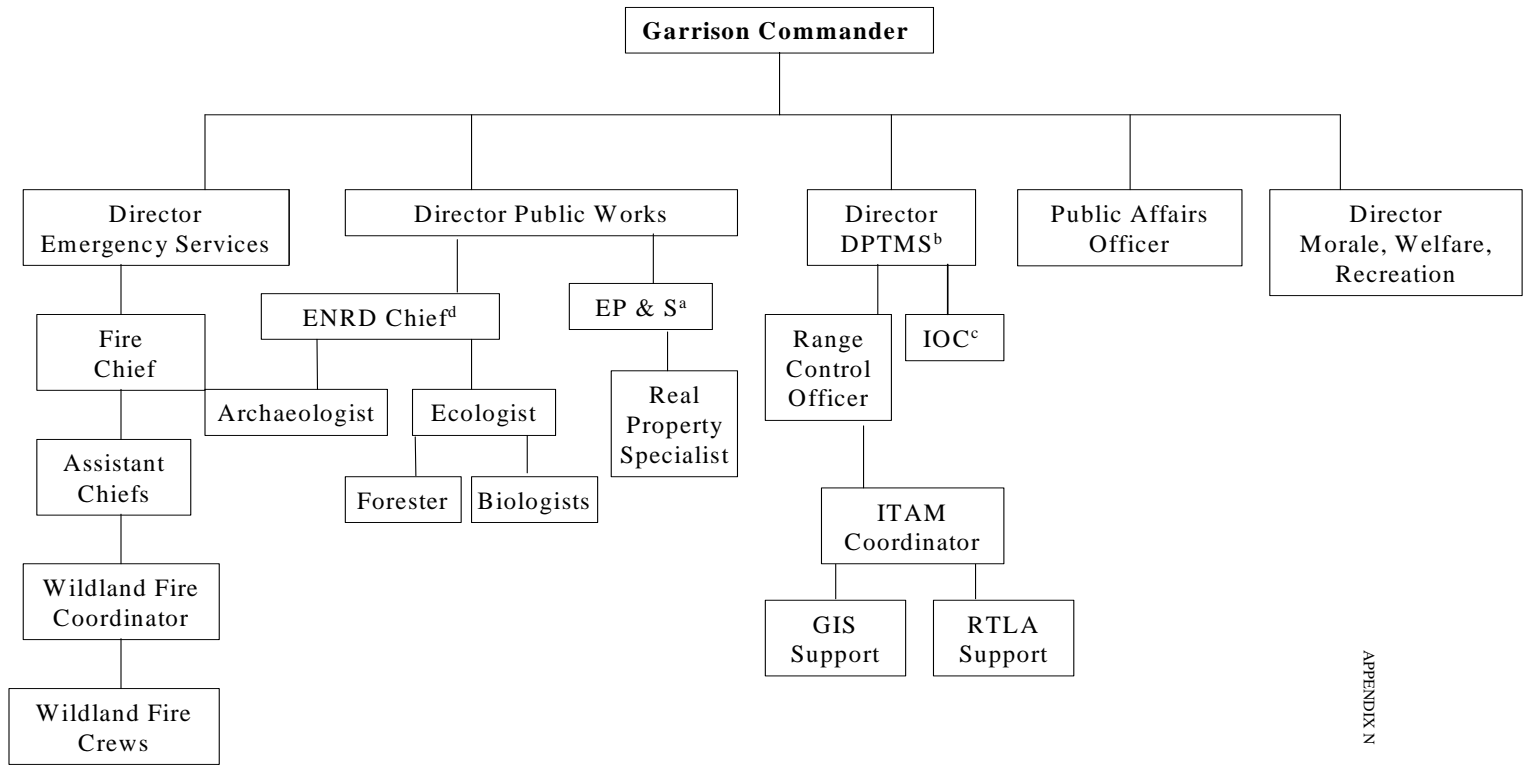 Garrison Commander
Director
Emergency Services
Director Public Works
Director
DPTMSᵇ
Public Affairs
Officer
Director
Morale, Welfare,
Recreation
Fire
Chief
ENRD Chiefᵈ
EP & Sᵃ
Range
Control
Officer
IOCᶜ
Archaeologist
Ecologist
Real
Property
Specialist
Assistant
Chiefs
Forester
Biologists
ITAM
Coordinator
Wildland Fire
Coordinator
GIS
Support
RTLA
Support
Wildland Fire
Crews
APPENDIX N